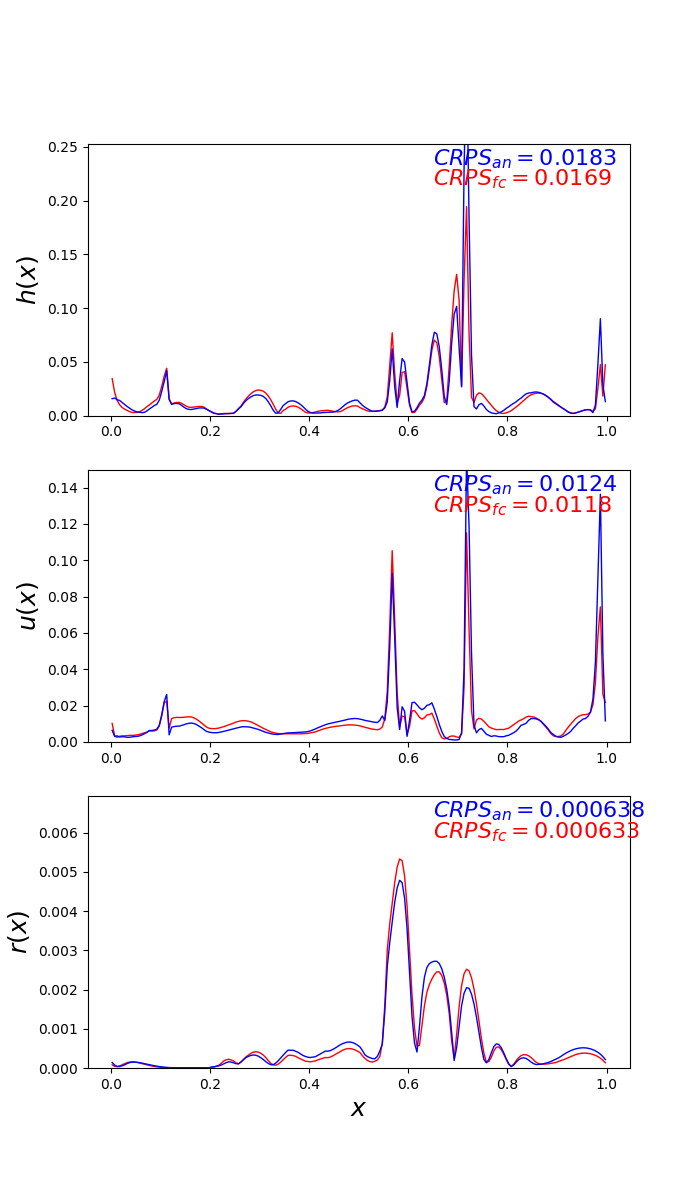 CRPS_an = 0.0183
CRPS_fc = 0.0169
h(x)
0.25
0.20
0.15
0.10
0.05
0.00
0.0 0.2 0.4 0.6 0.8 1.0
CRPS_an = 0.0124
CRPS_fc = 0.0118
u(x)
0.14
0.12
0.10
0.08
0.06
0.04
0.02
0.00
0.0 0.2 0.4 0.6 0.8 1.0
CRPS_an = 0.000638
CRPS_fc = 0.000633
r(x)
0.006
0.005
0.004
0.003
0.002
0.001
0.000
0.0 0.2 0.4 0.6 0.8 1.0
x